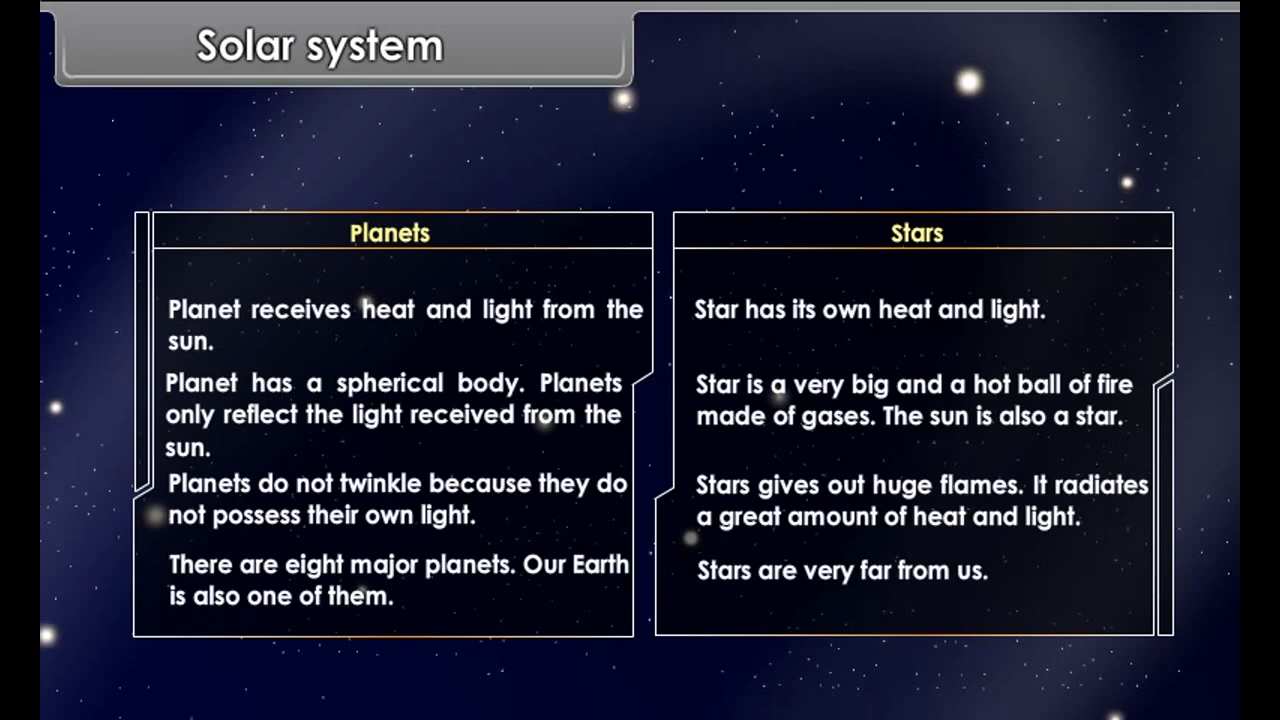 Solar system
Planets
Planet receives heat and light from the
sun.
Planet has a spherical body. Planets
only reflect the light received from the
sun.
Planets do not twinkle because they do
not possess their own light.
There are eight major planets. Our Earth
is also one of them.
Stars
Star has its own heat and light.
Star is a very big and a hot ball of fire
made of gases. The sun is also a star.
Stars gives out huge flames. It radiates
a great amount of heat and light.
Stars are very far from us.